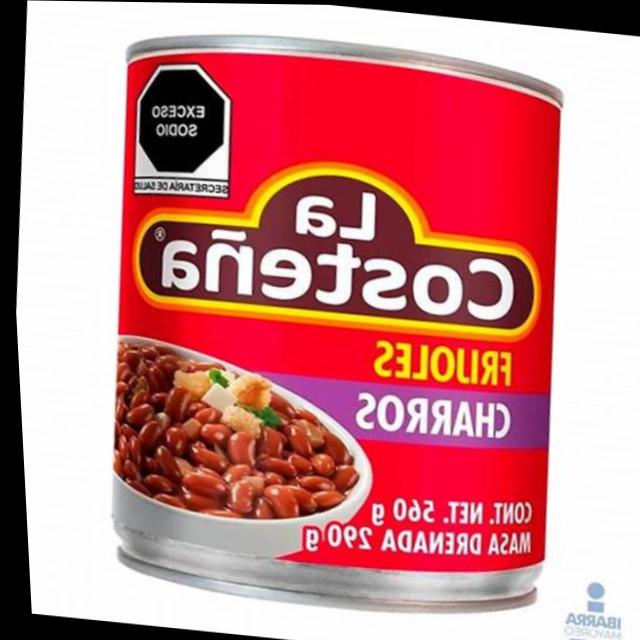 EXCESO
SODIO
SECRETARÍA DE SALUD
La
Costeña®
FRIJOLES
CHARROS
CONT. NET. 560 g
MASA DRENADA 290 g
IBARRA
MAYOREO